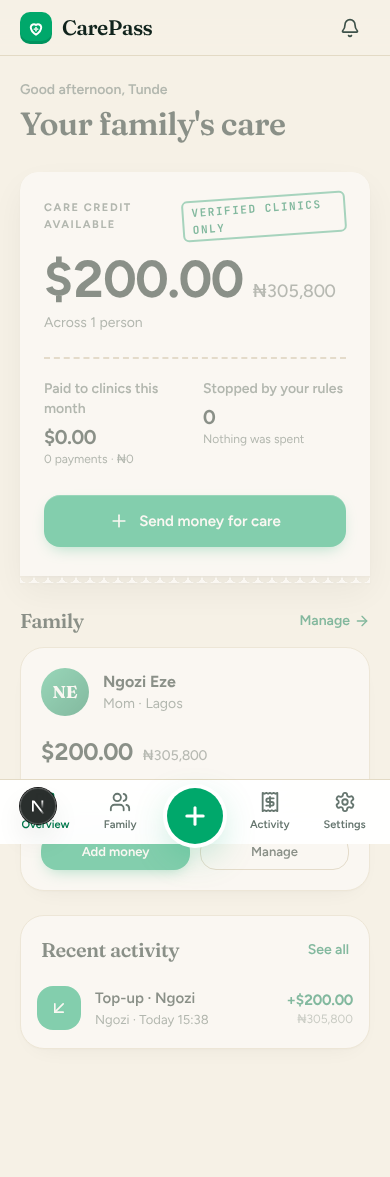 CarePass
Good afternoon, Tunde
Your family's care
CARE CREDIT
AVAILABLE
VERIFIED CLINICS
ONLY
$200.00 ₦305,800
Across 1 person
Paid to clinics this
month
$0.00
0 payments · ₦0
Stopped by your rules
0
Nothing was spent
Send money for care
Family
Manage →
NE
Ngozi Eze
Mom · Lagos
$200.00 ₦305,800
N
Overview
Family
Activity
Settings
Add money
Manage
Recent activity
See all
Top-up · Ngozi
+$200.00
Ngozi · Today 15:38
₦305,800